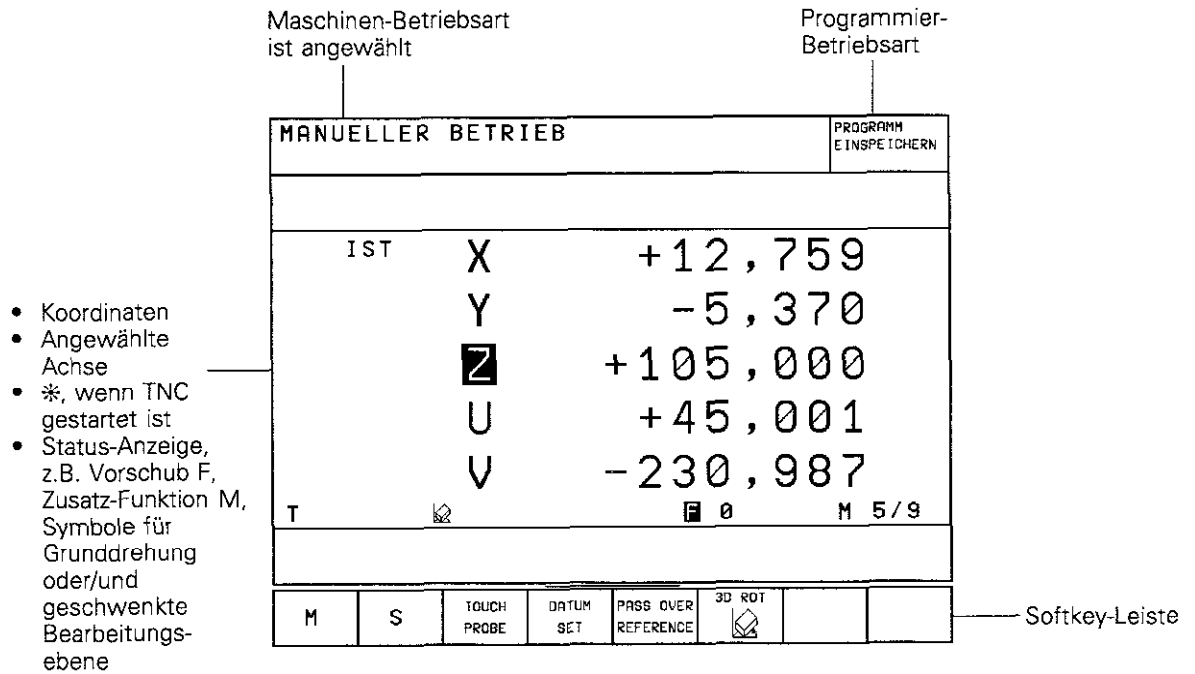 Maschinen-Betriebsart
ist angewählt
Programmier-
Betriebsart
MANUELLER BETRIEB
PROGRAMM
EINSPEICHERN
IST X +12,759
Y -5,370
Z +105,000
U +45,001
V -230,987
T F 0 M 5/9
• Koordinaten
• Angewählte
Achse
• ✳, wenn TNC
gestartet ist
• Status-Anzeige,
z.B. Vorschub F,
Zusatz-Funktion M,
Symbole für
Grunddrehung
oder/und
geschwenkte
Bearbeitungs-
ebene
M
S
TOUCH
PROBE
DATUM
SET
PASS OVER
REFERENCE
3D ROT
Softkey-Leiste